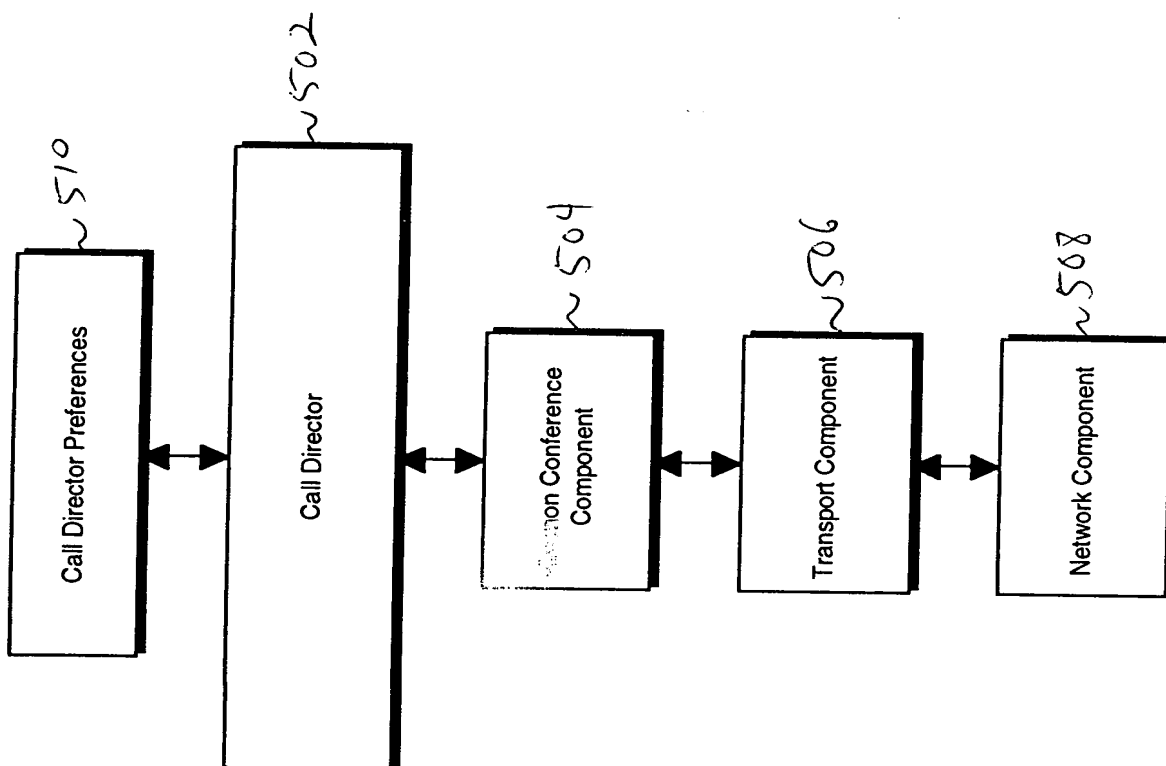 510
Call Director Preferences
502
Call Director
504
Conference
Component
506
Transport Component
508
Network Component